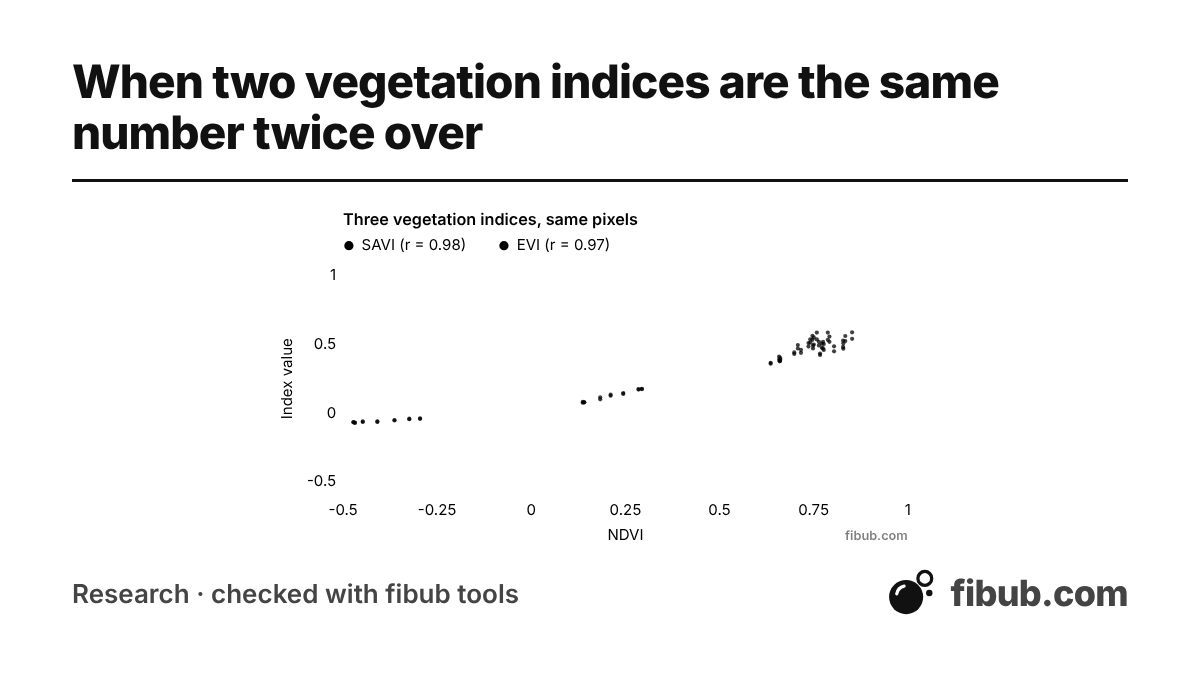 When two vegetation indices are the same
number twice over
Three vegetation indices, same pixels
SAVI (r = 0.98) EVI (r = 0.97)
1
0.5
0
-0.5
Index value
-0.5 -0.25 0 0.25 0.5 0.75 1
NDVI
fibub.com
Research · checked with fibub tools
fibub.com